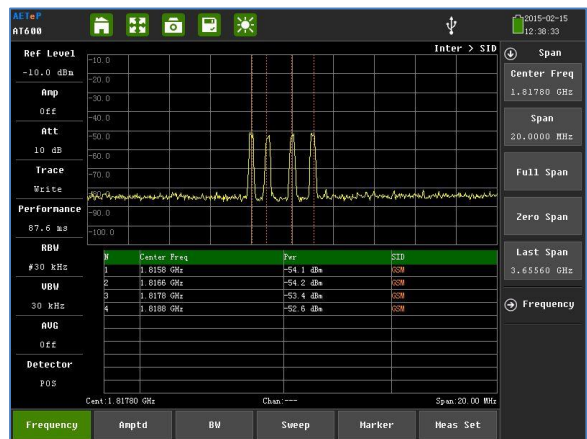 AETeP
AT600
2015-02-15
12:38:33
Ref Level
-10.0 dBm
Amp
Off
Att
10 dB
Trace
Write
Performance
87.6 ms
RBW
#30 kHz
VBW
30 kHz
AVG
Off
Detector
POS
Inter > SID
-10.0
-20.0
-30.0
-40.0
-50.0
-60.0
-70.0
-80.0
-90.0
-100.0
N Center Freq Pwr SID
1 1.8158 GHz -54.1 dBm GSM
2 1.8166 GHz -54.2 dBm GSM
3 1.8178 GHz -53.4 dBm GSM
4 1.8188 GHz -52.6 dBm GSM
Cent:1.81780 GHz Chan:--- Span:20.00 MHz
Span
Center Freq
1.81780 GHz
Span
20.0000 MHz
Full Span
Zero Span
Last Span
3.65560 GHz
Frequency
Frequency Amptd BW Sweep Marker Meas Set